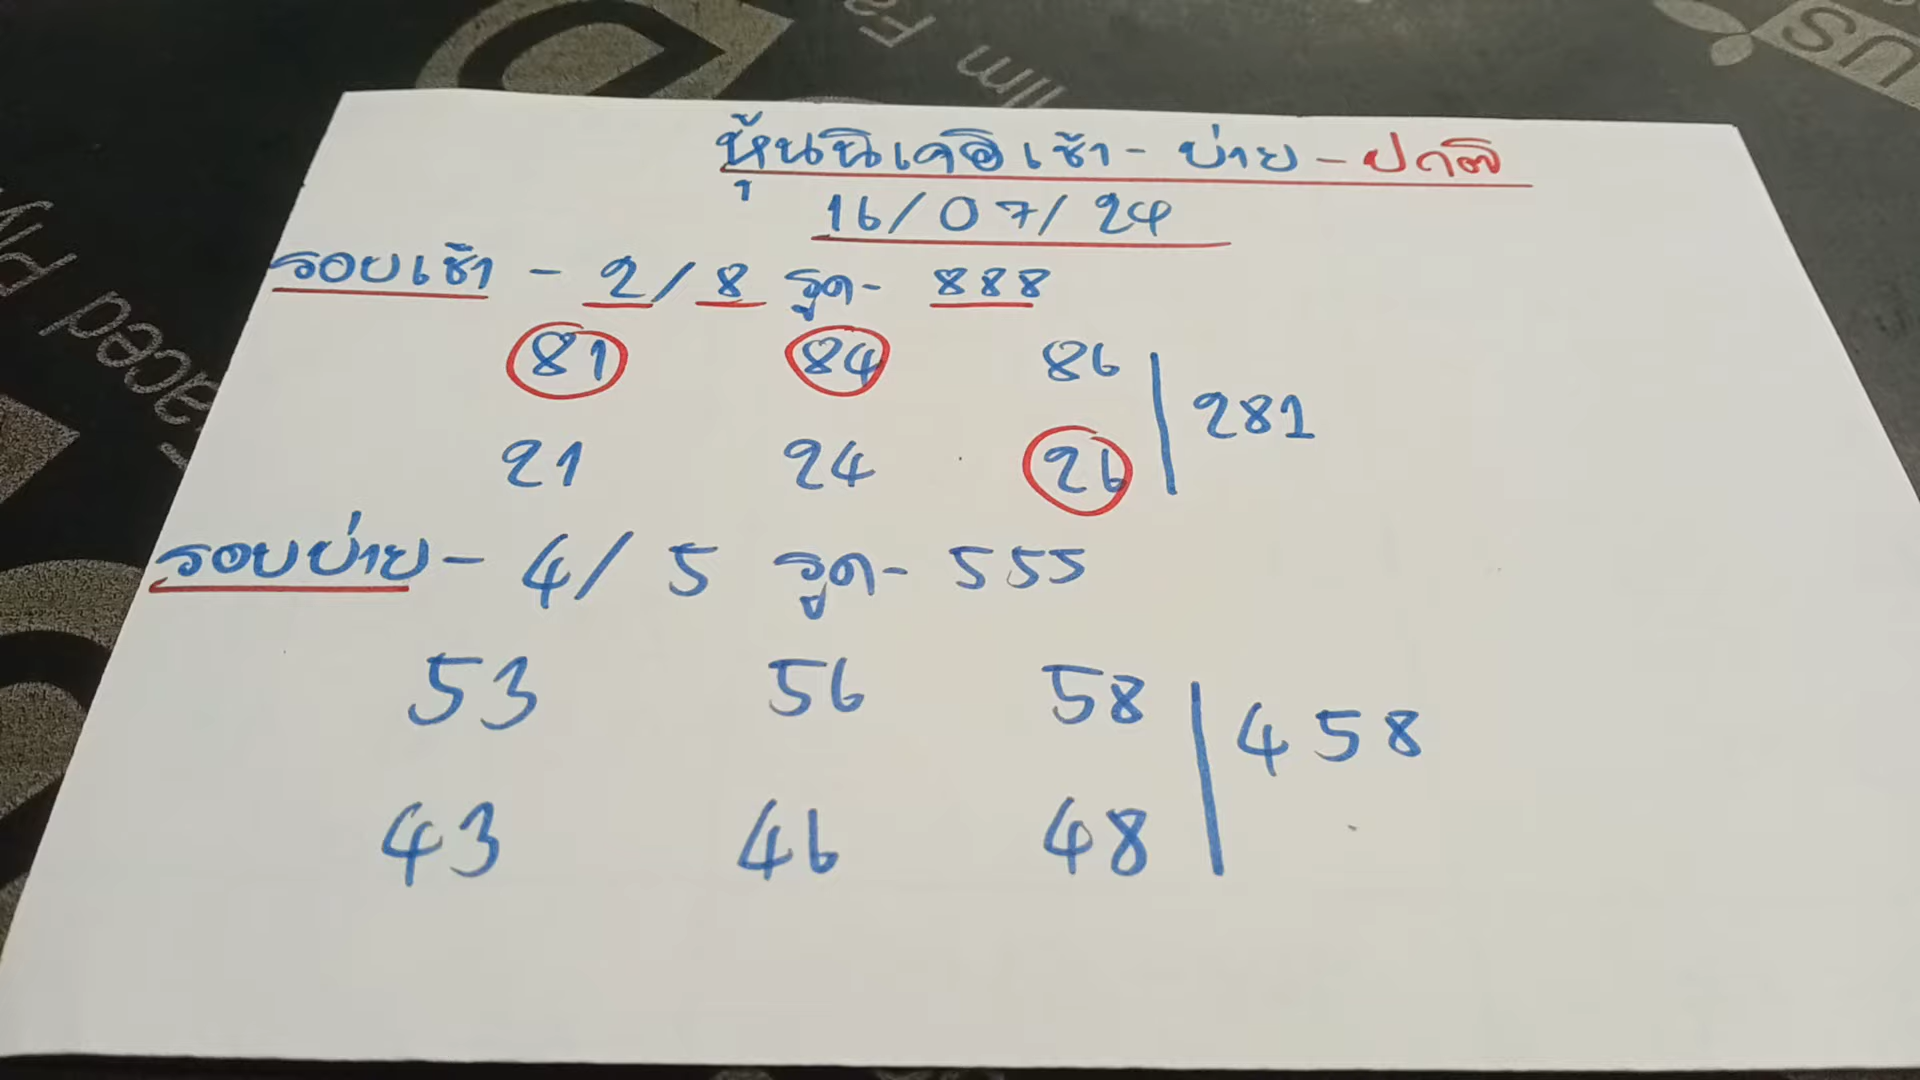 หุ้นนิเคอิเช้า - บ่าย - ปกติ
16/07/24
รอบเช้า - 2/8 รูด - 888
81 84 86
281
21 24 26
รอบบ่าย - 4/5 รูด - 555
53 56 58
458
43 46 48